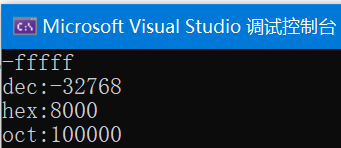 Microsoft Visual Studio 调试控制台
-fffff
dec:-32768
hex:8000
oct:100000